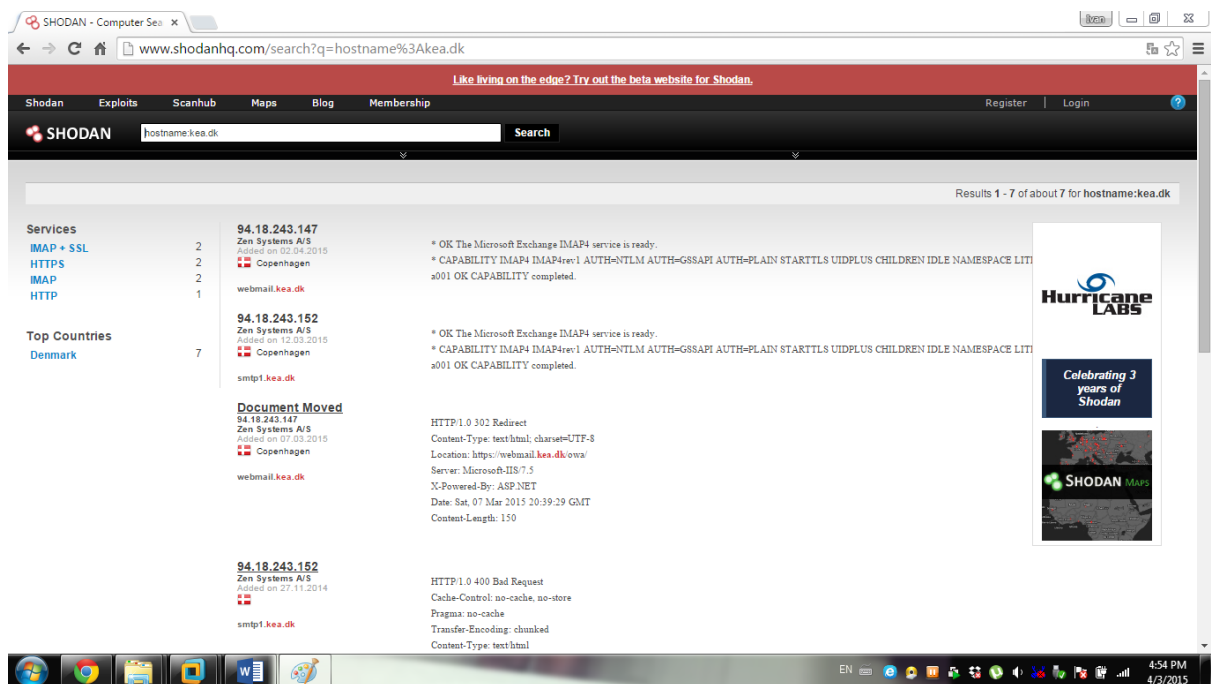 SHODAN - Computer Sea
ivan
www.shodanhq.com/search?q=hostname%3Akea.dk
Like living on the edge? Try out the beta website for Shodan.
Shodan Exploits Scanhub Maps Blog Membership Register | Login ?
SHODAN hostname:kea.dk Search
Results 1 - 7 of about 7 for hostname:kea.dk
Services
IMAP + SSL 2
HTTPS 2
IMAP 2
HTTP 1
Top Countries
Denmark 7
94.18.243.147
Zen Systems A/S
Added on 02.04.2015
Copenhagen
webmail.kea.dk
* OK The Microsoft Exchange IMAP4 service is ready.
* CAPABILITY IMAP4 IMAP4rev1 AUTH=NTLM AUTH=GSSAPI AUTH=PLAIN STARTTLS UIDPLUS CHILDREN IDLE NAMESPACE LITE
a001 OK CAPABILITY completed.
94.18.243.152
Zen Systems A/S
Added on 12.03.2015
Copenhagen
smtp1.kea.dk
* OK The Microsoft Exchange IMAP4 service is ready.
* CAPABILITY IMAP4 IMAP4rev1 AUTH=NTLM AUTH=GSSAPI AUTH=PLAIN STARTTLS UIDPLUS CHILDREN IDLE NAMESPACE LITE
a001 OK CAPABILITY completed.
Document Moved
94.18.243.147
Zen Systems A/S
Added on 07.03.2015
Copenhagen
webmail.kea.dk
HTTP/1.0 302 Redirect
Content-Type: text/html; charset=UTF-8
Location: https://webmail.kea.dk/owa/
Server: Microsoft-IIS/7.5
X-Powered-By: ASP.NET
Date: Sat, 07 Mar 2015 20:39:29 GMT
Content-Length: 150
94.18.243.152
Zen Systems A/S
Added on 27.11.2014
smtp1.kea.dk
HTTP/1.0 400 Bad Request
Cache-Control: no-cache, no-store
Pragma: no-cache
Transfer-Encoding: chunked
Content-Type: text/html
Hurricane
LABS
Celebrating 3
years of
Shodan
SHODAN MAPS
EN
4:54 PM
4/3/2015